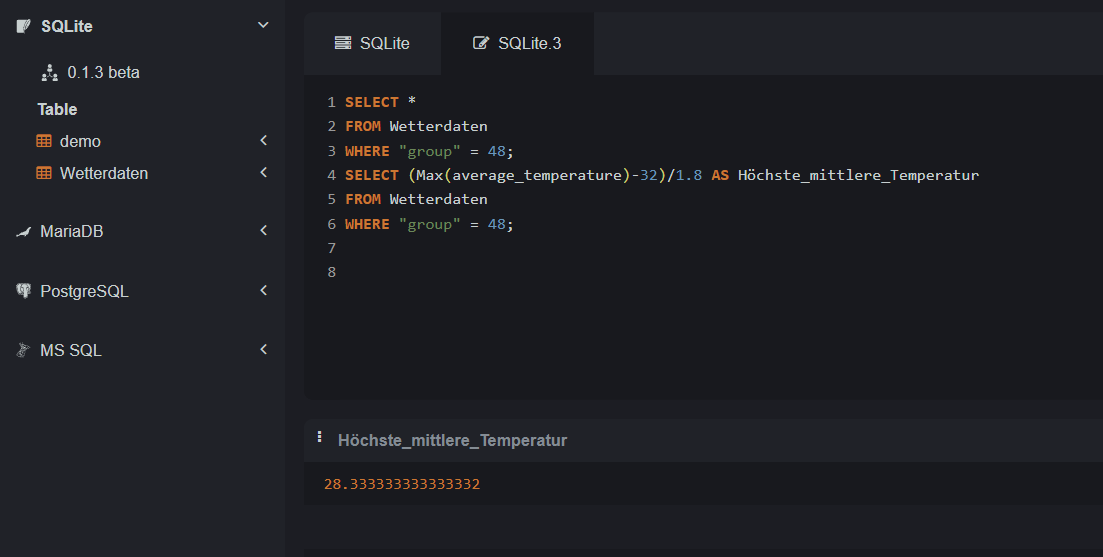 SQLite
0.1.3 beta
Table
demo
Wetterdaten
MariaDB
PostgreSQL
MS SQL
SQLite
SQLite.3
1 SELECT *
2 FROM Wetterdaten
3 WHERE "group" = 48;
4 SELECT (Max(average_temperature)-32)/1.8 AS Höchste_mittlere_Temperatur
5 FROM Wetterdaten
6 WHERE "group" = 48;
7
8
Höchste_mittlere_Temperatur
28.333333333333332